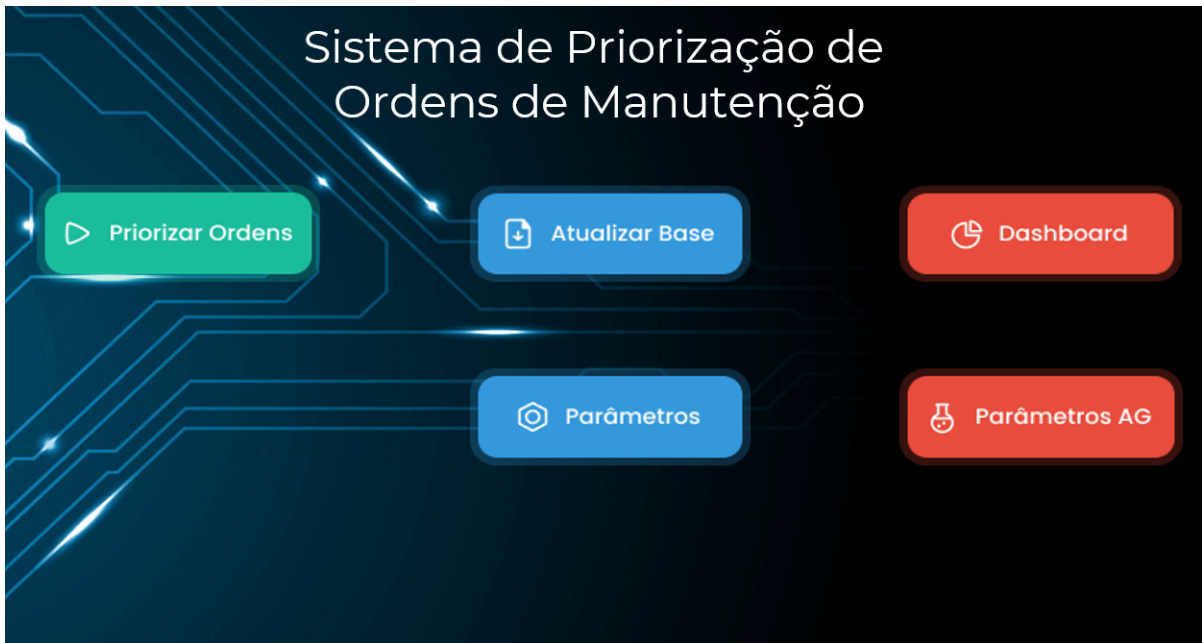 Sistema de Priorização de
Ordens de Manutenção
Priorizar Ordens
Atualizar Base
Dashboard
Parâmetros
Parâmetros AG